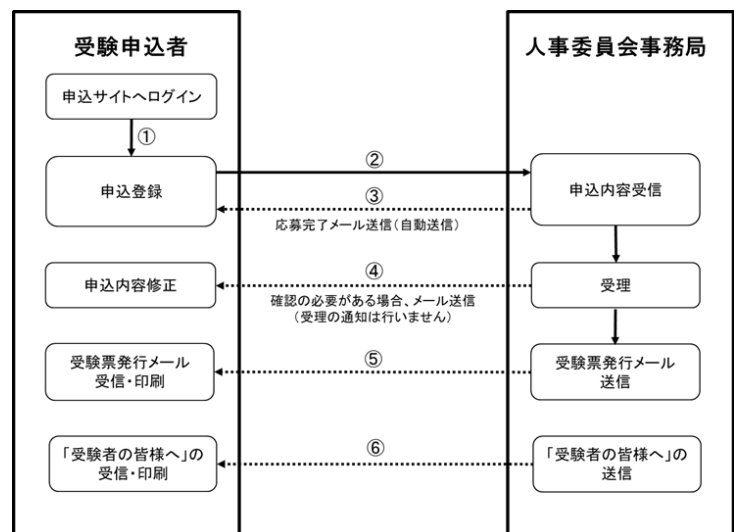 受験申込者
人事委員会事務局
申込サイトへログイン
①
②
申込登録
申込内容受信
③
応募完了メール送信（自動送信）
④
申込内容修正
受理
確認の必要がある場合、メール送信
（受理の通知は行いません）
⑤
受験票発行メール
受信・印刷
受験票発行メール
送信
⑥
「受験者の皆様へ」の
受信・印刷
「受験者の皆様へ」の
送信